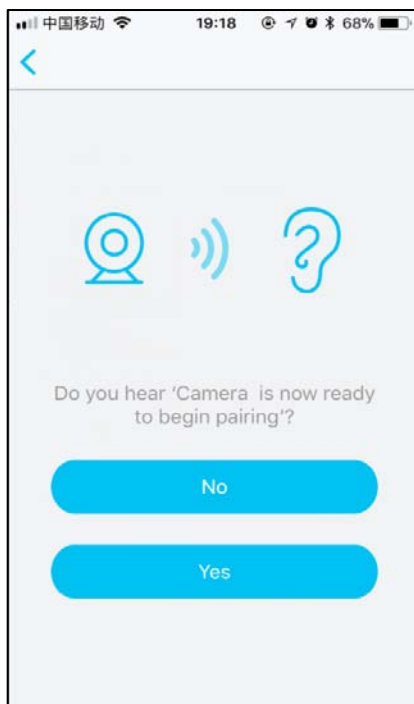 中国移动 19:18 68%
Do you hear 'Camera is now ready
to begin pairing'?
No
Yes